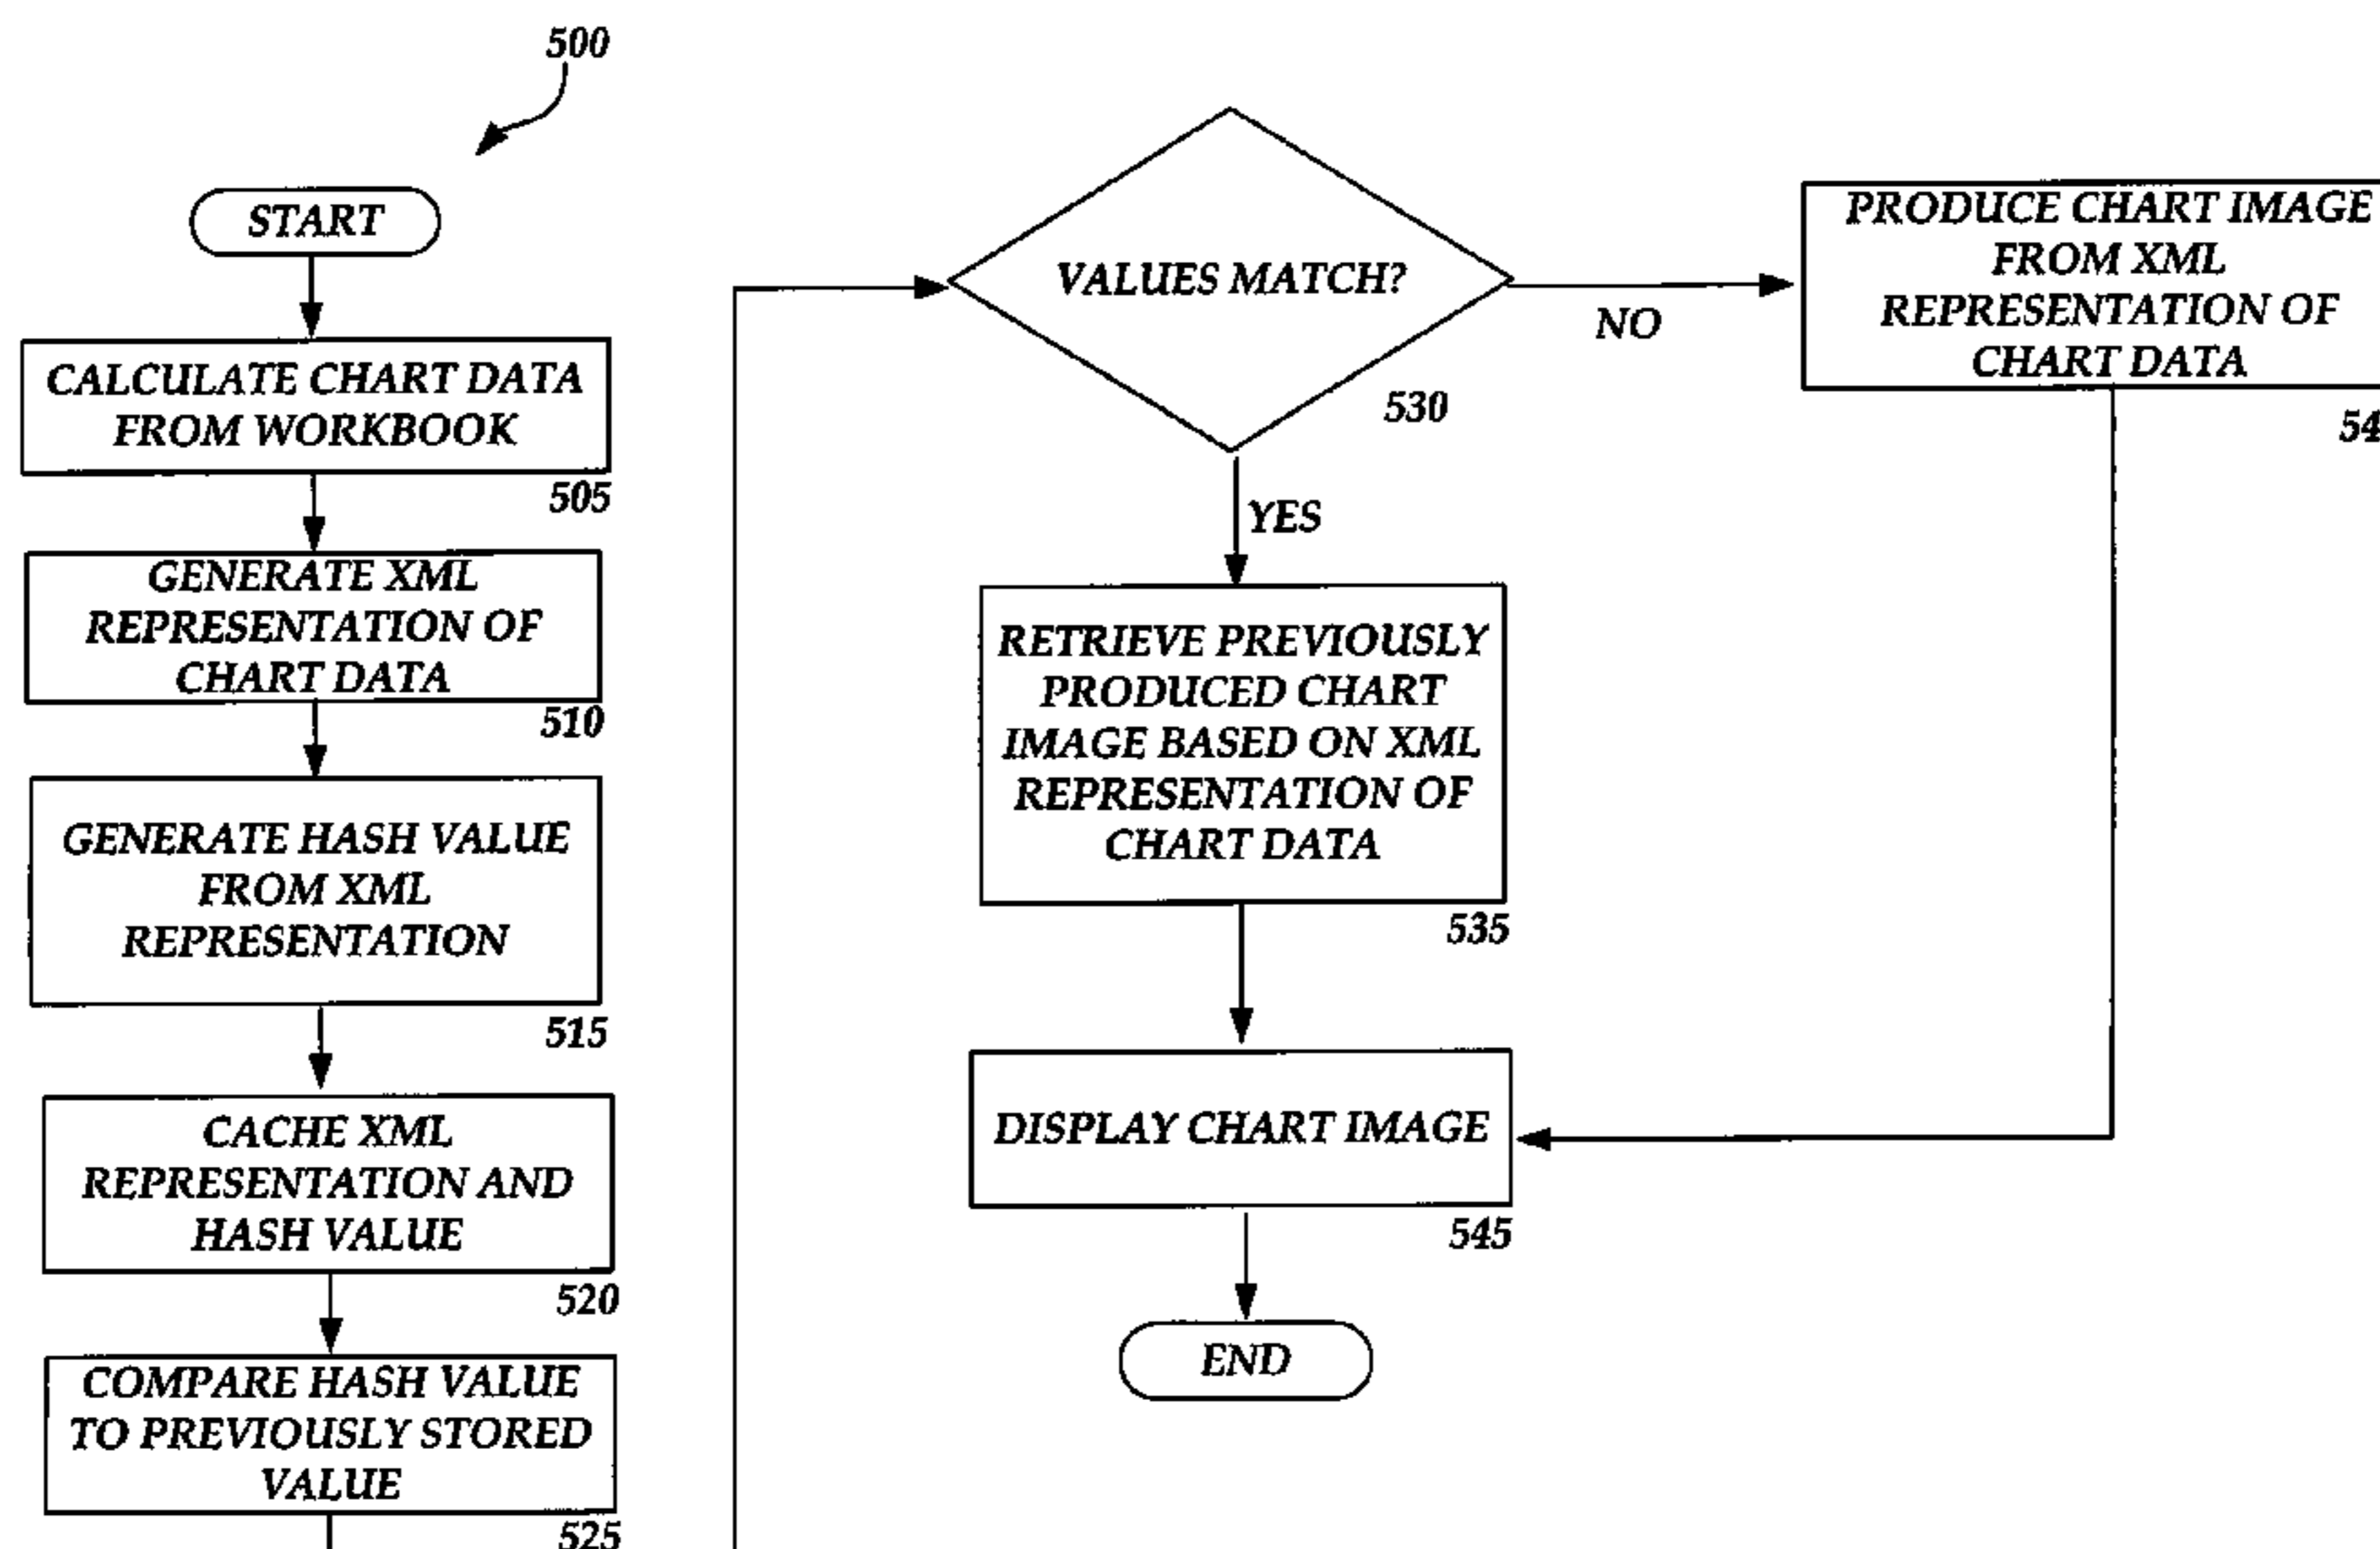 500
START
CALCULATE CHART DATA
FROM WORKBOOK
505
GENERATE XML
REPRESENTATION OF
CHART DATA
510
GENERATE HASH VALUE
FROM XML
REPRESENTATION
515
CACHE XML
REPRESENTATION AND
HASH VALUE
520
COMPARE HASH VALUE
TO PREVIOUSLY STORED
VALUE
525
VALUES MATCH?
530
NO
YES
RETRIEVE PREVIOUSLY
PRODUCED CHART
IMAGE BASED ON XML
REPRESENTATION OF
CHART DATA
535
DISPLAY CHART IMAGE
545
END
PRODUCE CHART IMAGE
FROM XML
REPRESENTATION OF
CHART DATA